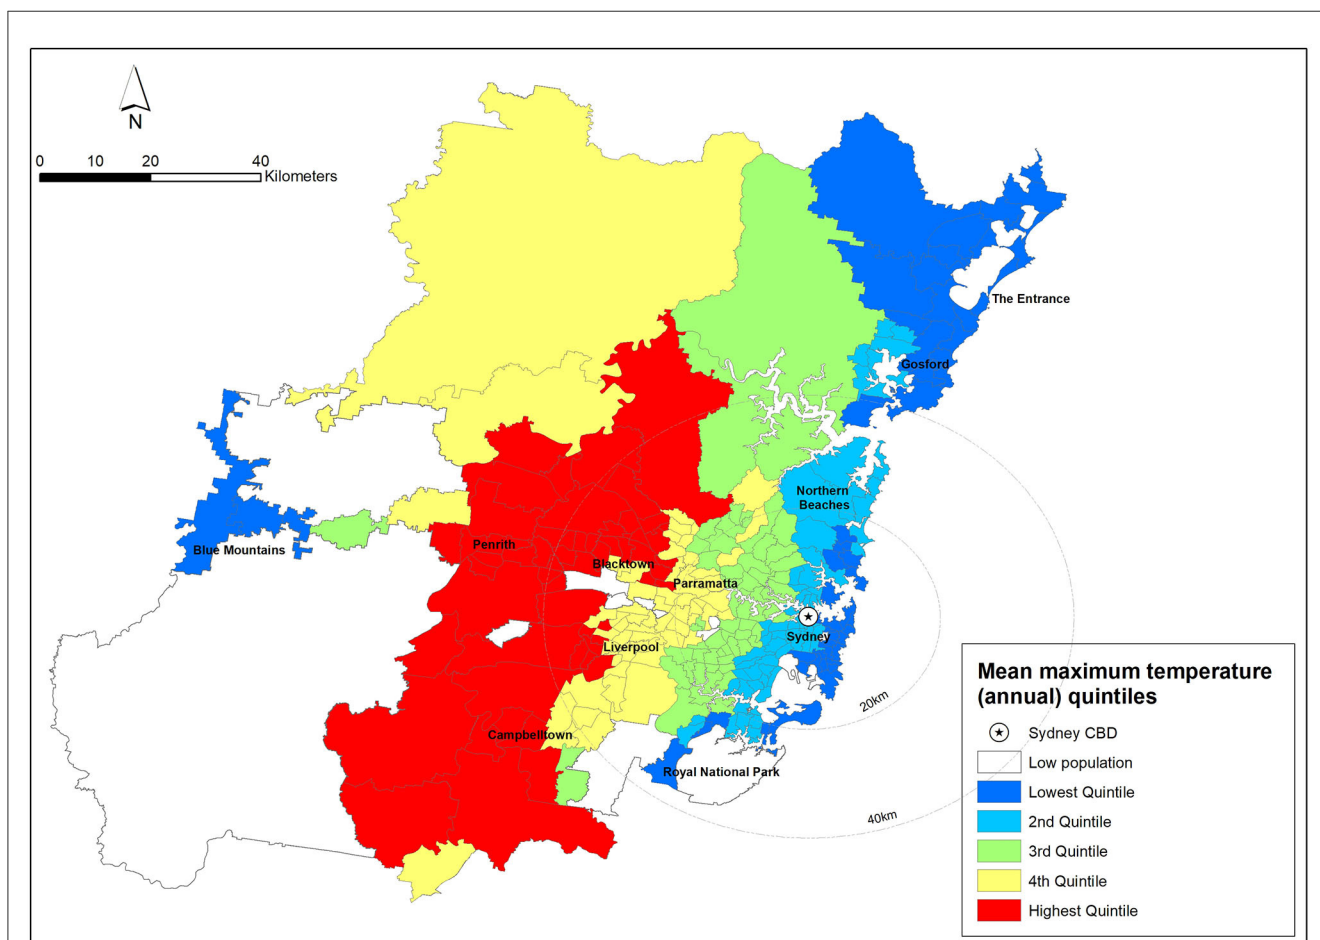 N
0 10 20 40
Kilometers
The Entrance
Gosford
Northern
Beaches
Blue Mountains
Penrith
Blacktown
Parramatta
Sydney
Liverpool
20km
Campbelltown
Royal National Park
40km
Mean maximum temperature
(annual) quintiles
Sydney CBD
Low population
Lowest Quintile
2nd Quintile
3rd Quintile
4th Quintile
Highest Quintile